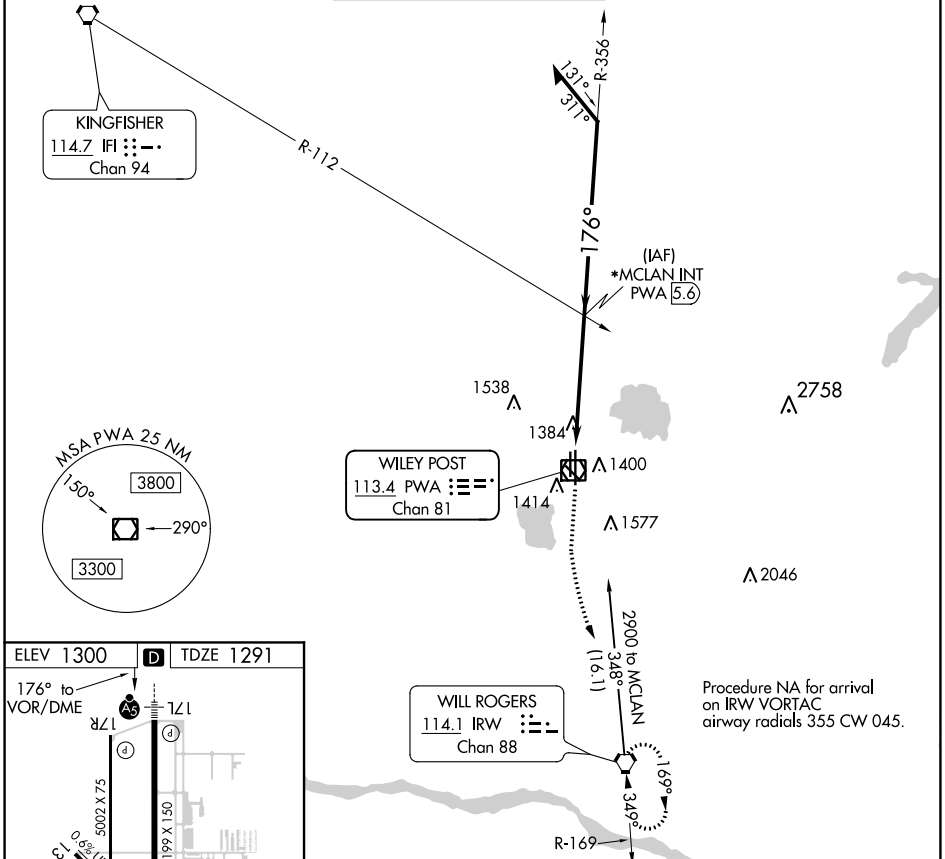 R-356
131°
311°
KINGFISHER
114.7 IFI
Chan 94
R-112
176°
(IAF)
*MCLAN INT
PWA 5.6
1538
2758
1384
WILEY POST
113.4 PWA
Chan 81
1400
1414
1577
MSA PWA 25 NM
150°
3800
290°
3300
2046
2900 to MCLAN
348°
(16.1)
ELEV 1300
D
TDZE 1291
176° to
VOR/DME
A5
17R
17L
P
P
5002 X 75
199 X 150
0.6%
13
WILL ROGERS
114.1 IRW
Chan 88
Procedure NA for arrival
on IRW VORTAC
airway radials 355 CW 045.
169°
349°
R-169